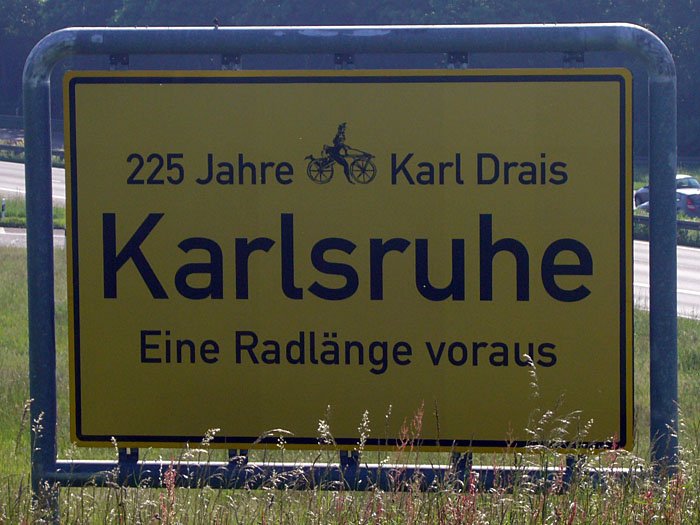 225 Jahre Karl Drais
Karlsruhe
Eine Radlänge voraus